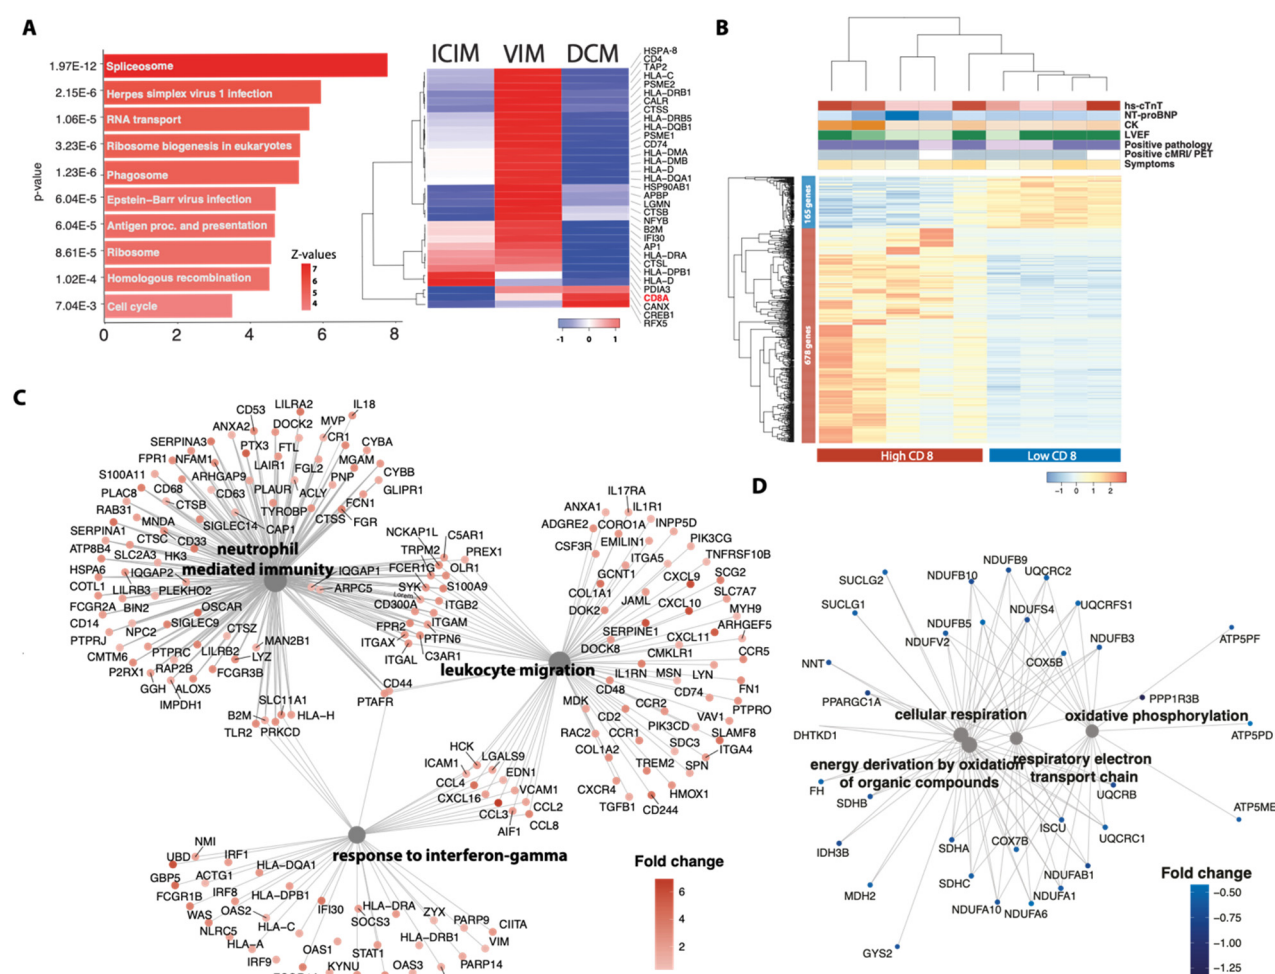 A
p-value
1.97E-12 Spliceosome
2.15E-6 Herpes simplex virus 1 infection
1.06E-5 RNA transport
3.23E-6 Ribosome biogenesis in eukaryotes
1.23E-6 Phagosome
6.04E-5 Epstein-Barr virus infection
6.04E-5 Antigen proc. and presentation
8.61E-5 Ribosome
1.02E-4 Homologous recombination
7.04E-3 Cell cycle
0 2 4 6 8
Z-values
7
6
5
4
ICIM VIM DCM
HSPA-8
CD4
TAP2
HLA-C
PSME2
HLA-DRB1
CALR
CTSS
HLA-DRB5
HLA-DQB1
PSME1
CD74
HLA-DMA
HLA-DMB
HLA-D
HLA-DQA1
HSP90AB1
APBP
LGMN
CTSB
NFYB
B2M
IFI30
AP1
HLA-DRA
CTSL
HLA-DPB1
HLA-D
PDIA3
CD8A
CANX
CREB1
RFX5
-1 0 1
B
hs-cTnT
NT-proBNP
CK
LVEF
Positive pathology
Positive cMRI/ PET
Symptoms
165 genes
678 genes
High CD 8 Low CD 8
-1 0 1 2
C
LILRA2
IL18
CD53
DOCK2
MVP
ANXA2
CR1
CYBA
SERPINA3
PTX3
FTL
FPR1
NFAM1
LAIR1
FGL2
MGAM
CYBB
S100A11
ARHGAP9
PNP
GLIPR1
PLAC8
CD68
CD63
PLAUR
ACLY
FCN1
RAB31
CTSB
TYROBP
CTSS
FGR
MNDA
SIGLEC14
CAP1
SERPINA1
CTSC
CD33
neutrophil
mediated immunity
ATP8B4
SLC2A3
HK3
HSPA6
IQGAP2
IQGAP1
ARPC5
COTL1
LILRB3
PLEKHO2
FCGR2A
BIN2
OSCAR
CD14
NPC2
SIGLEC9
CTSZ
PTPRJ
PTPRC
LILRB2
MAN2B1
CMTM6
RAP2B
LYZ
P2RX1
FCGR3B
GGH
ALOX5
IMPDH1
SLC11A1
B2M
HLA-H
TLR2
PRKCD
NCKAP1L
C5AR1
TRPM2
PREX1
FCER1G
OLR1
SYK
S100A9
Lorem
CD300A
ITGB2
FPR2
ITGAM
ITGAX
PTPN6
ITGAL
C3AR1
CD44
PTAFR
leukocyte migration
IL17RA
ANXA1
IL1R1
ADGRE2
CORO1A
INPP5D
CSF3R
EMILIN1
PIK3CG
ITGA5
TNFRSF10B
GCNT1
CXCL9
SCG2
COL1A1
JAML
SLC7A7
DOK2
CXCL10
MYH9
SERPINE1
ARHGEF5
DOCK8
CXCL11
CMKLR1
CCR5
IL1RN
MSN
LYN
CD48
CD74
FN1
MDK
CCR2
PTPRO
CD2
VAV1
RAC2
CCR1
PIK3CD
SLAMF8
COL1A2
SDC3
ITGA4
TREM2
SPN
CXCR4
HMOX1
TGFB1
CD244
HCK
LGALS9
ICAM1
EDN1
CCL4
VCAM1
CXCL16
CCL2
CCL3
CCL8
AIF1
response to interferon-gamma
NMI
UBD
IRF1
HLA-DQA1
GBP5
ACTG1
FCGR1B
IRF8
HLA-DPB1
WAS
OAS2
IFI30
HLA-DRA
NLRC5
HLA-C
SOCS3
ZYX
PARP9
CIITA
HLA-A
OAS1
HLA-DRB1
VIM
IRF9
STAT1
PARP14
KYNU
OAS3
Fold change
6
4
2
D
NDUFB9
SUCLG2
NDUFB10
UQCRC2
SUCLG1
NDUFB5
NDUFS4
UQCRFS1
NDUFV2
NDUFB3
ATP5PF
NNT
COX5B
PPARGC1A
PPP1R3B
cellular respiration
oxidative phosphorylation
DHTKD1
ATP5PD
energy derivation by oxidation
of organic compounds
respiratory electron
transport chain
FH
SDHB
UQCRB
ATP5ME
ISCU
IDH3B
SDHA
COX7B
UQCRC1
MDH2
SDHC
NDUFAB1
NDUFA1
NDUFA10
NDUFA6
GYS2
Fold change
-0.50
-0.75
-1.00
-1.25